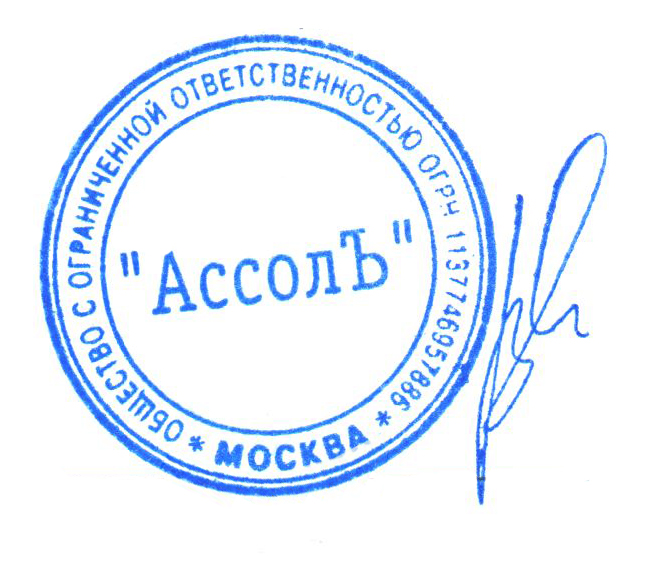 ОБЩЕСТВО С ОГРАНИЧЕННОЙ ОТВЕТСТВЕННОСТЬЮ ОГРН 1137746957886
"АссолЪ"
* МОСКВА *